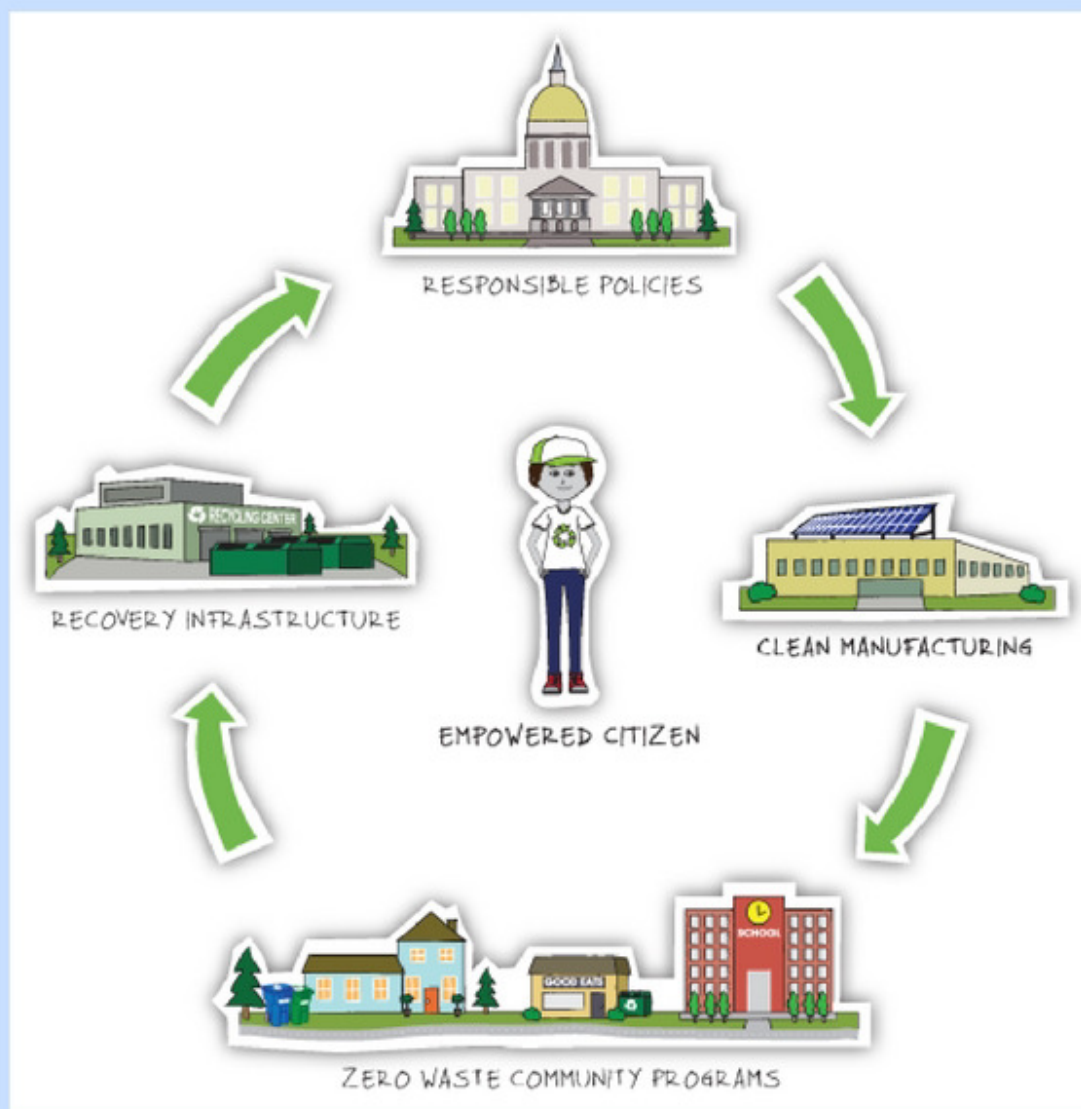 RESPONSIBLE POLICIES
RECYCLING CENTER
RECOVERY INFRASTRUCTURE
CLEAN MANUFACTURING
EMPOWERED CITIZEN
SCHOOL
GOOD EATS
ZERO WASTE COMMUNITY PROGRAMS